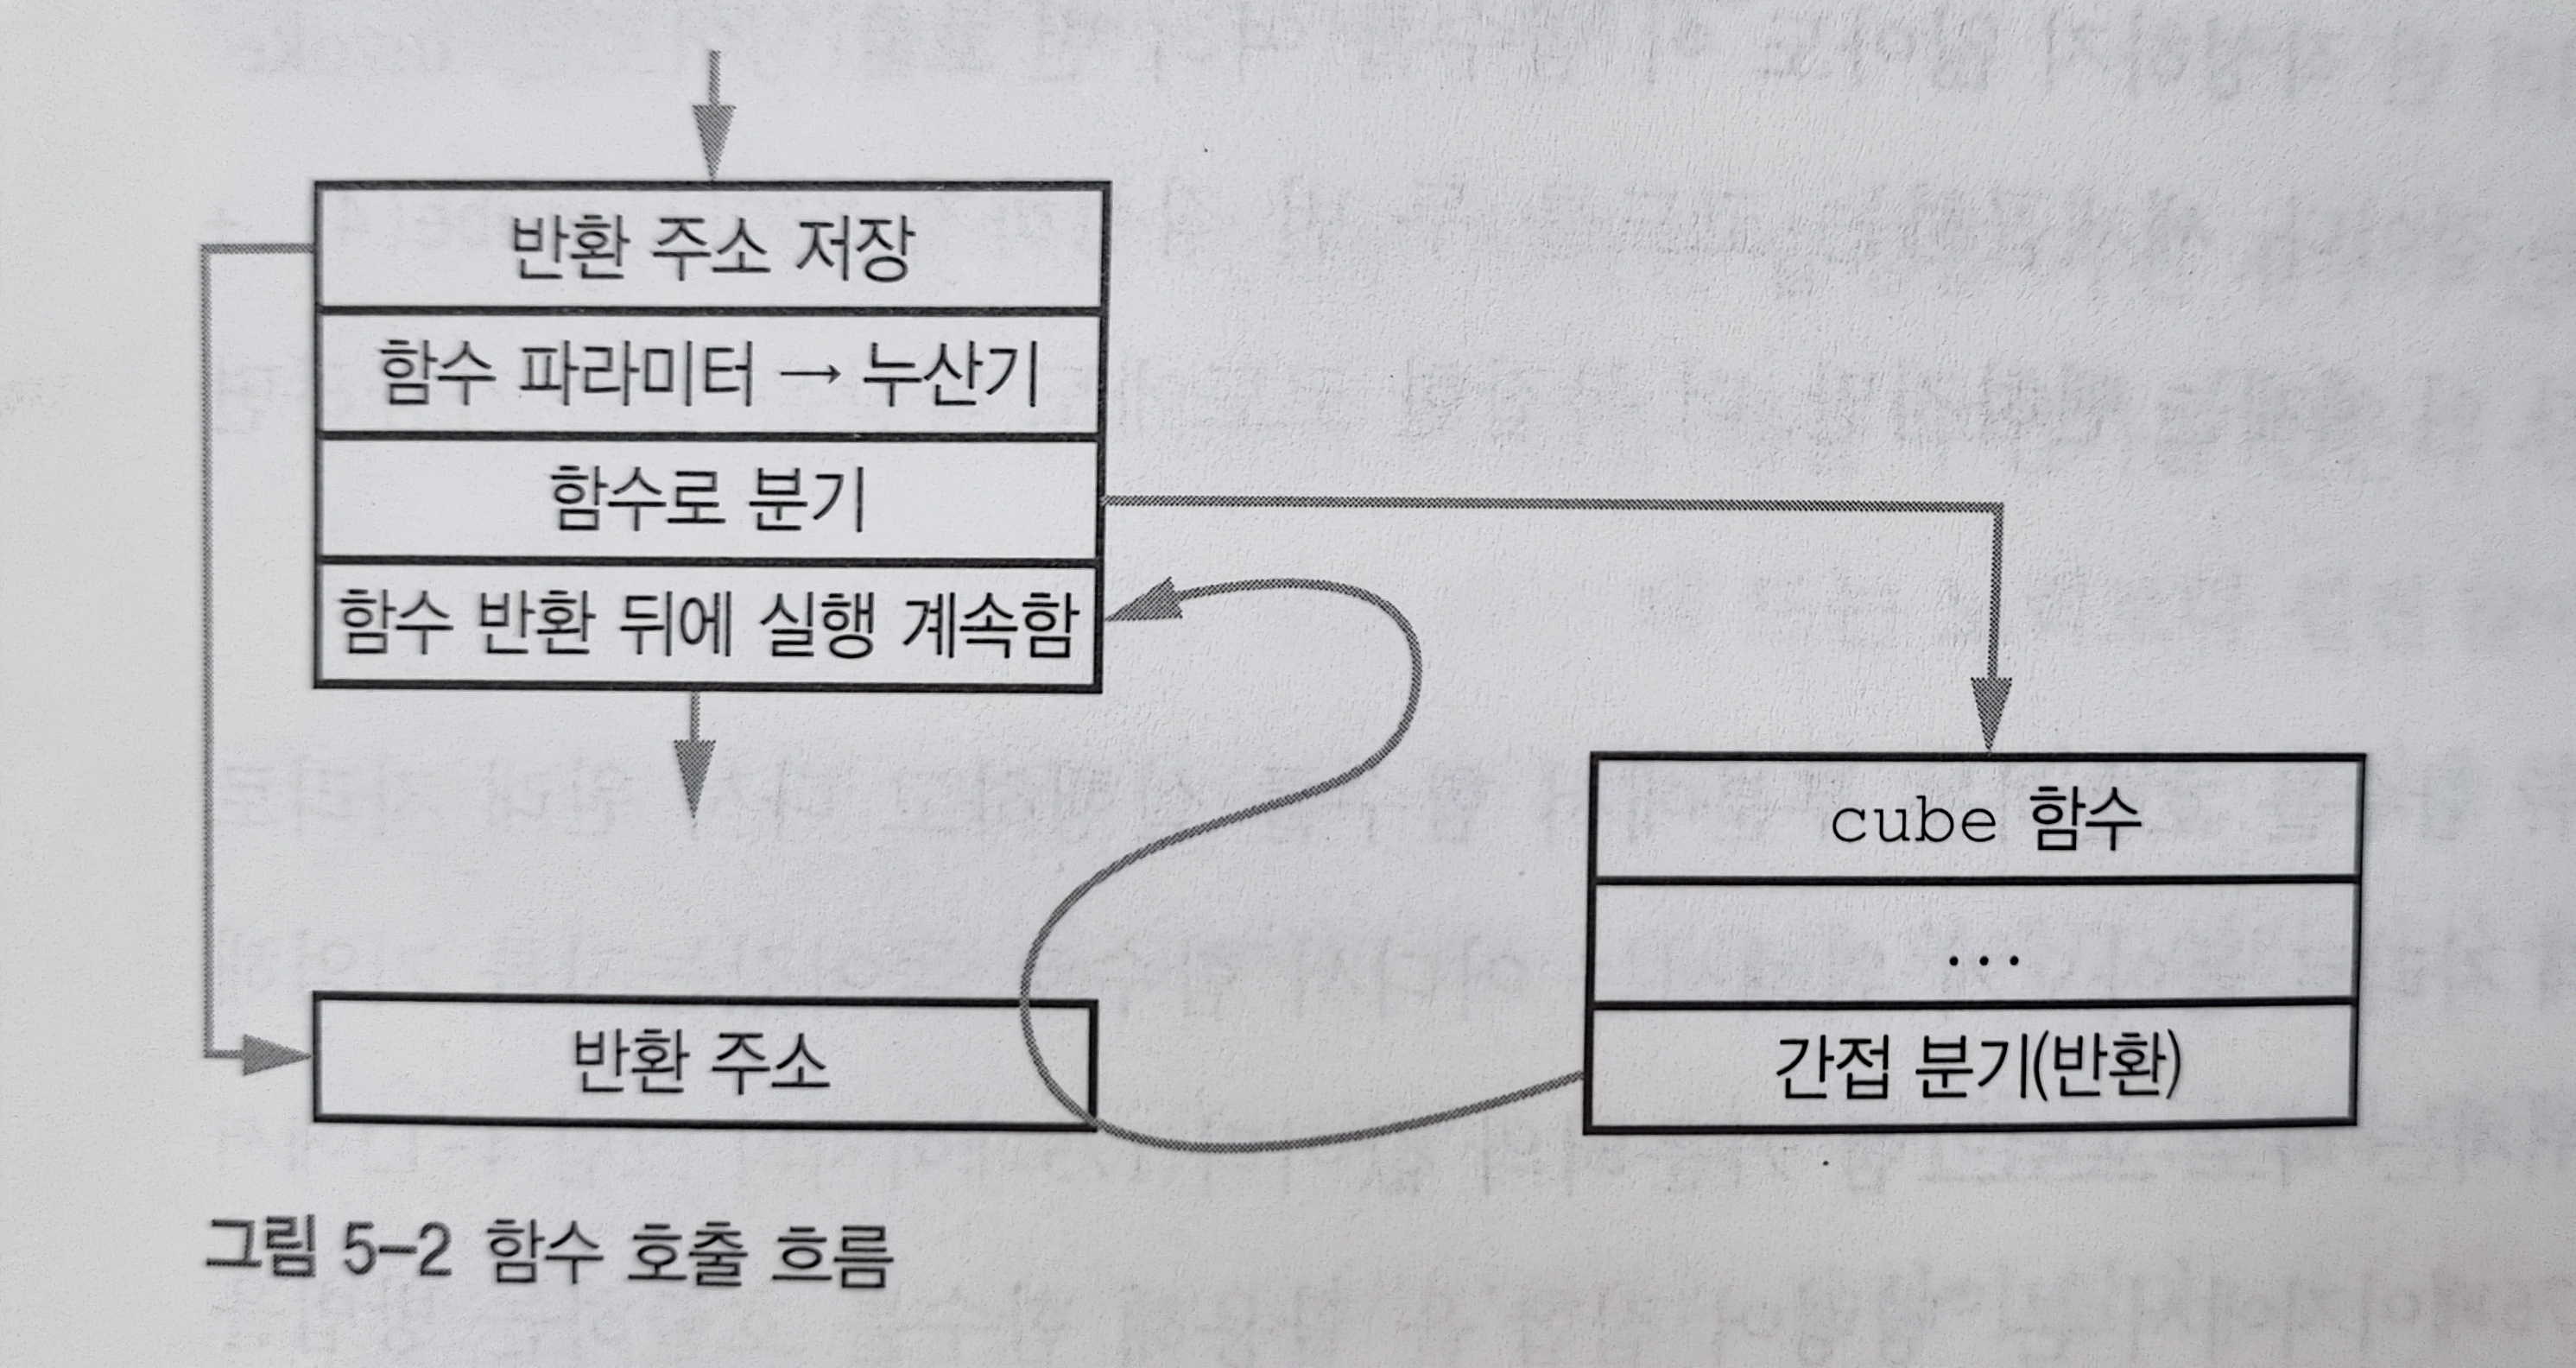 반환 주소 저장
함수 파라미터 → 누산기
함수로 분기
함수 반환 뒤에 실행 계속함
cube 함수
...
간접 분기(반환)
반환 주소
그림 5-2 함수 호출 흐름